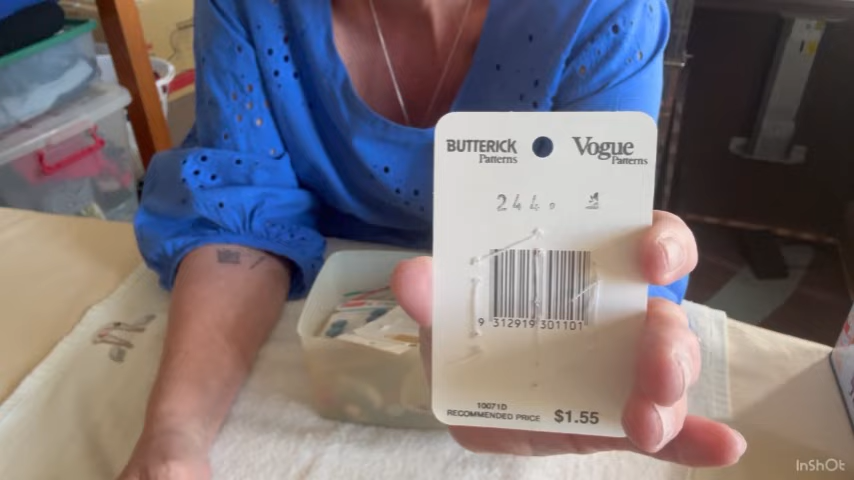 BUTTERICK Vogue
Patterns Patterns
9 312919 301101
10071D
RECOMMENDED PRICE $1.55
InShOt